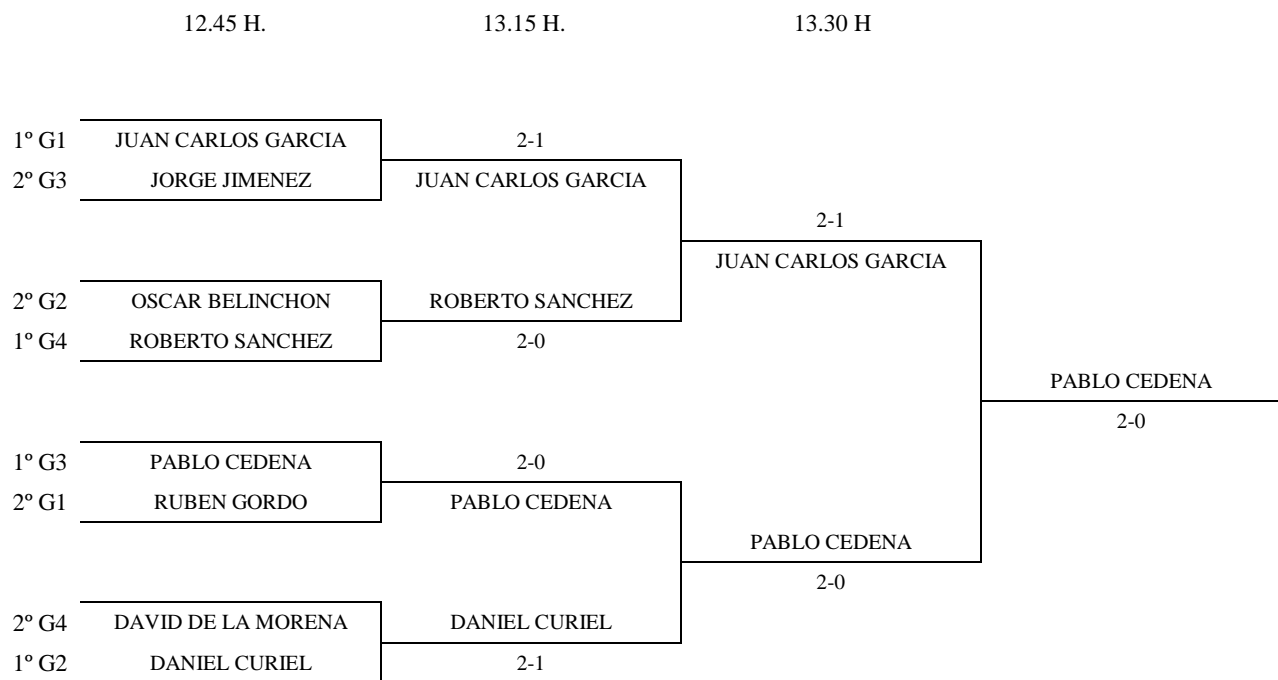 12.45 H. 13.15 H. 13.30 H
1º G1 JUAN CARLOS GARCIA 2-1
2º G3 JORGE JIMENEZ JUAN CARLOS GARCIA
2-1
JUAN CARLOS GARCIA
2º G2 OSCAR BELINCHON ROBERTO SANCHEZ
1º G4 ROBERTO SANCHEZ 2-0
PABLO CEDENA
2-0
1º G3 PABLO CEDENA 2-0
2º G1 RUBEN GORDO PABLO CEDENA
PABLO CEDENA
2-0
2º G4 DAVID DE LA MORENA DANIEL CURIEL
1º G2 DANIEL CURIEL 2-1